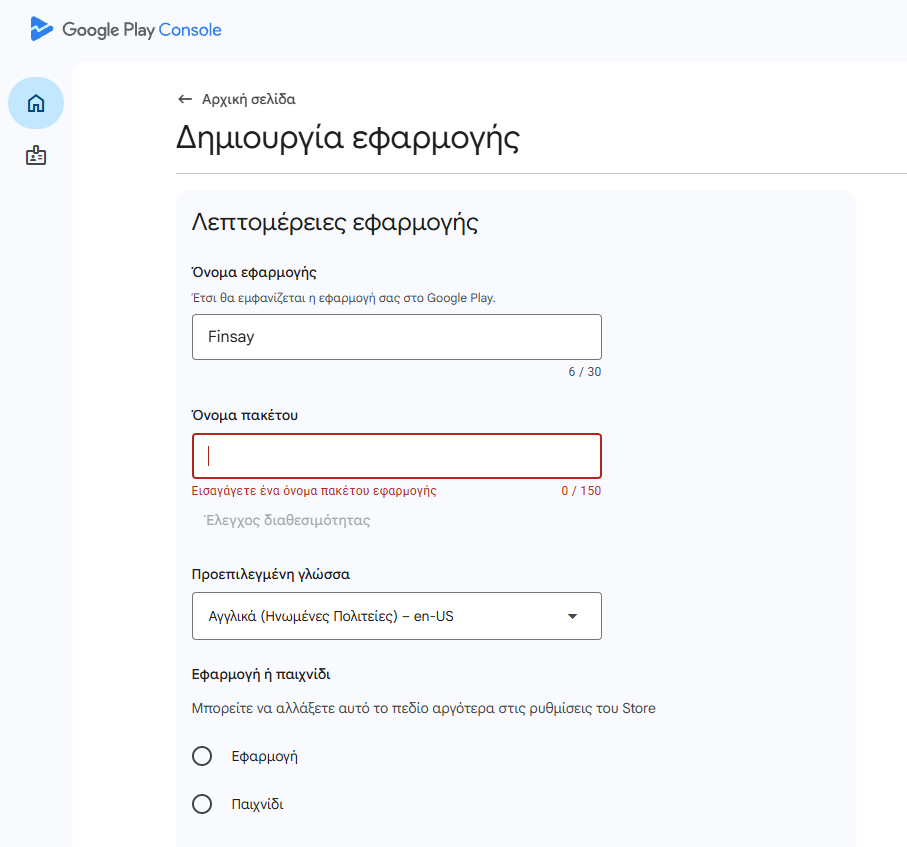 Google Play Console
Αρχική σελίδα
Δημιουργία εφαρμογής
Λεπτομέρειες εφαρμογής
Όνομα εφαρμογής
Έτσι θα εμφανίζεται η εφαρμογή σας στο Google Play.
Finsay
6 / 30
Όνομα πακέτου
Εισαγάγετε ένα όνομα πακέτου εφαρμογής 0 / 150
Έλεγχος διαθεσιμότητας
Προεπιλεγμένη γλώσσα
Αγγλικά (Ηνωμένες Πολιτείες) – en-US
Εφαρμογή ή παιχνίδι
Μπορείτε να αλλάξετε αυτό το πεδίο αργότερα στις ρυθμίσεις του Store
Εφαρμογή
Παιχνίδι